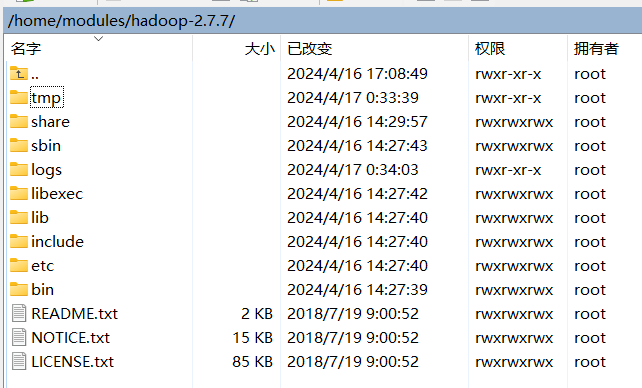 /home/modules/hadoop-2.7.7/
名字 大小 已改变 权限 拥有者
.. 2024/4/16 17:08:49 rwxr-xr-x root
tmp 2024/4/17 0:33:39 rwxr-xr-x root
share 2024/4/16 14:29:57 rwxrwxrwx root
sbin 2024/4/16 14:27:43 rwxrwxrwx root
logs 2024/4/17 0:34:03 rwxr-xr-x root
libexec 2024/4/16 14:27:42 rwxrwxrwx root
lib 2024/4/16 14:27:40 rwxrwxrwx root
include 2024/4/16 14:27:40 rwxrwxrwx root
etc 2024/4/16 14:27:40 rwxrwxrwx root
bin 2024/4/16 14:27:39 rwxrwxrwx root
README.txt 2 KB 2018/7/19 9:00:52 rwxrwxrwx root
NOTICE.txt 15 KB 2018/7/19 9:00:52 rwxrwxrwx root
LICENSE.txt 85 KB 2018/7/19 9:00:52 rwxrwxrwx root